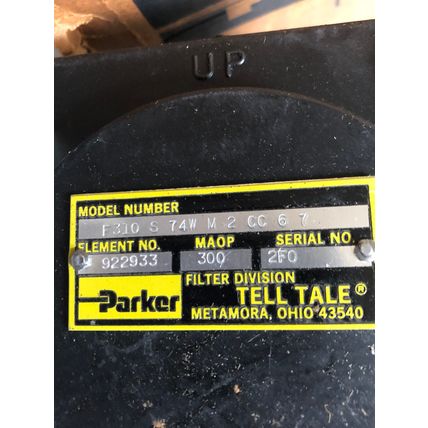 UP
MODEL NUMBER
F310 S 74W M 2 CC 6 7
ELEMENT NO. MAOP SERIAL NO
922933 300 2F0
Parker
FILTER DIVISION
TELL TALE®
METAMORA, OHIO 43540